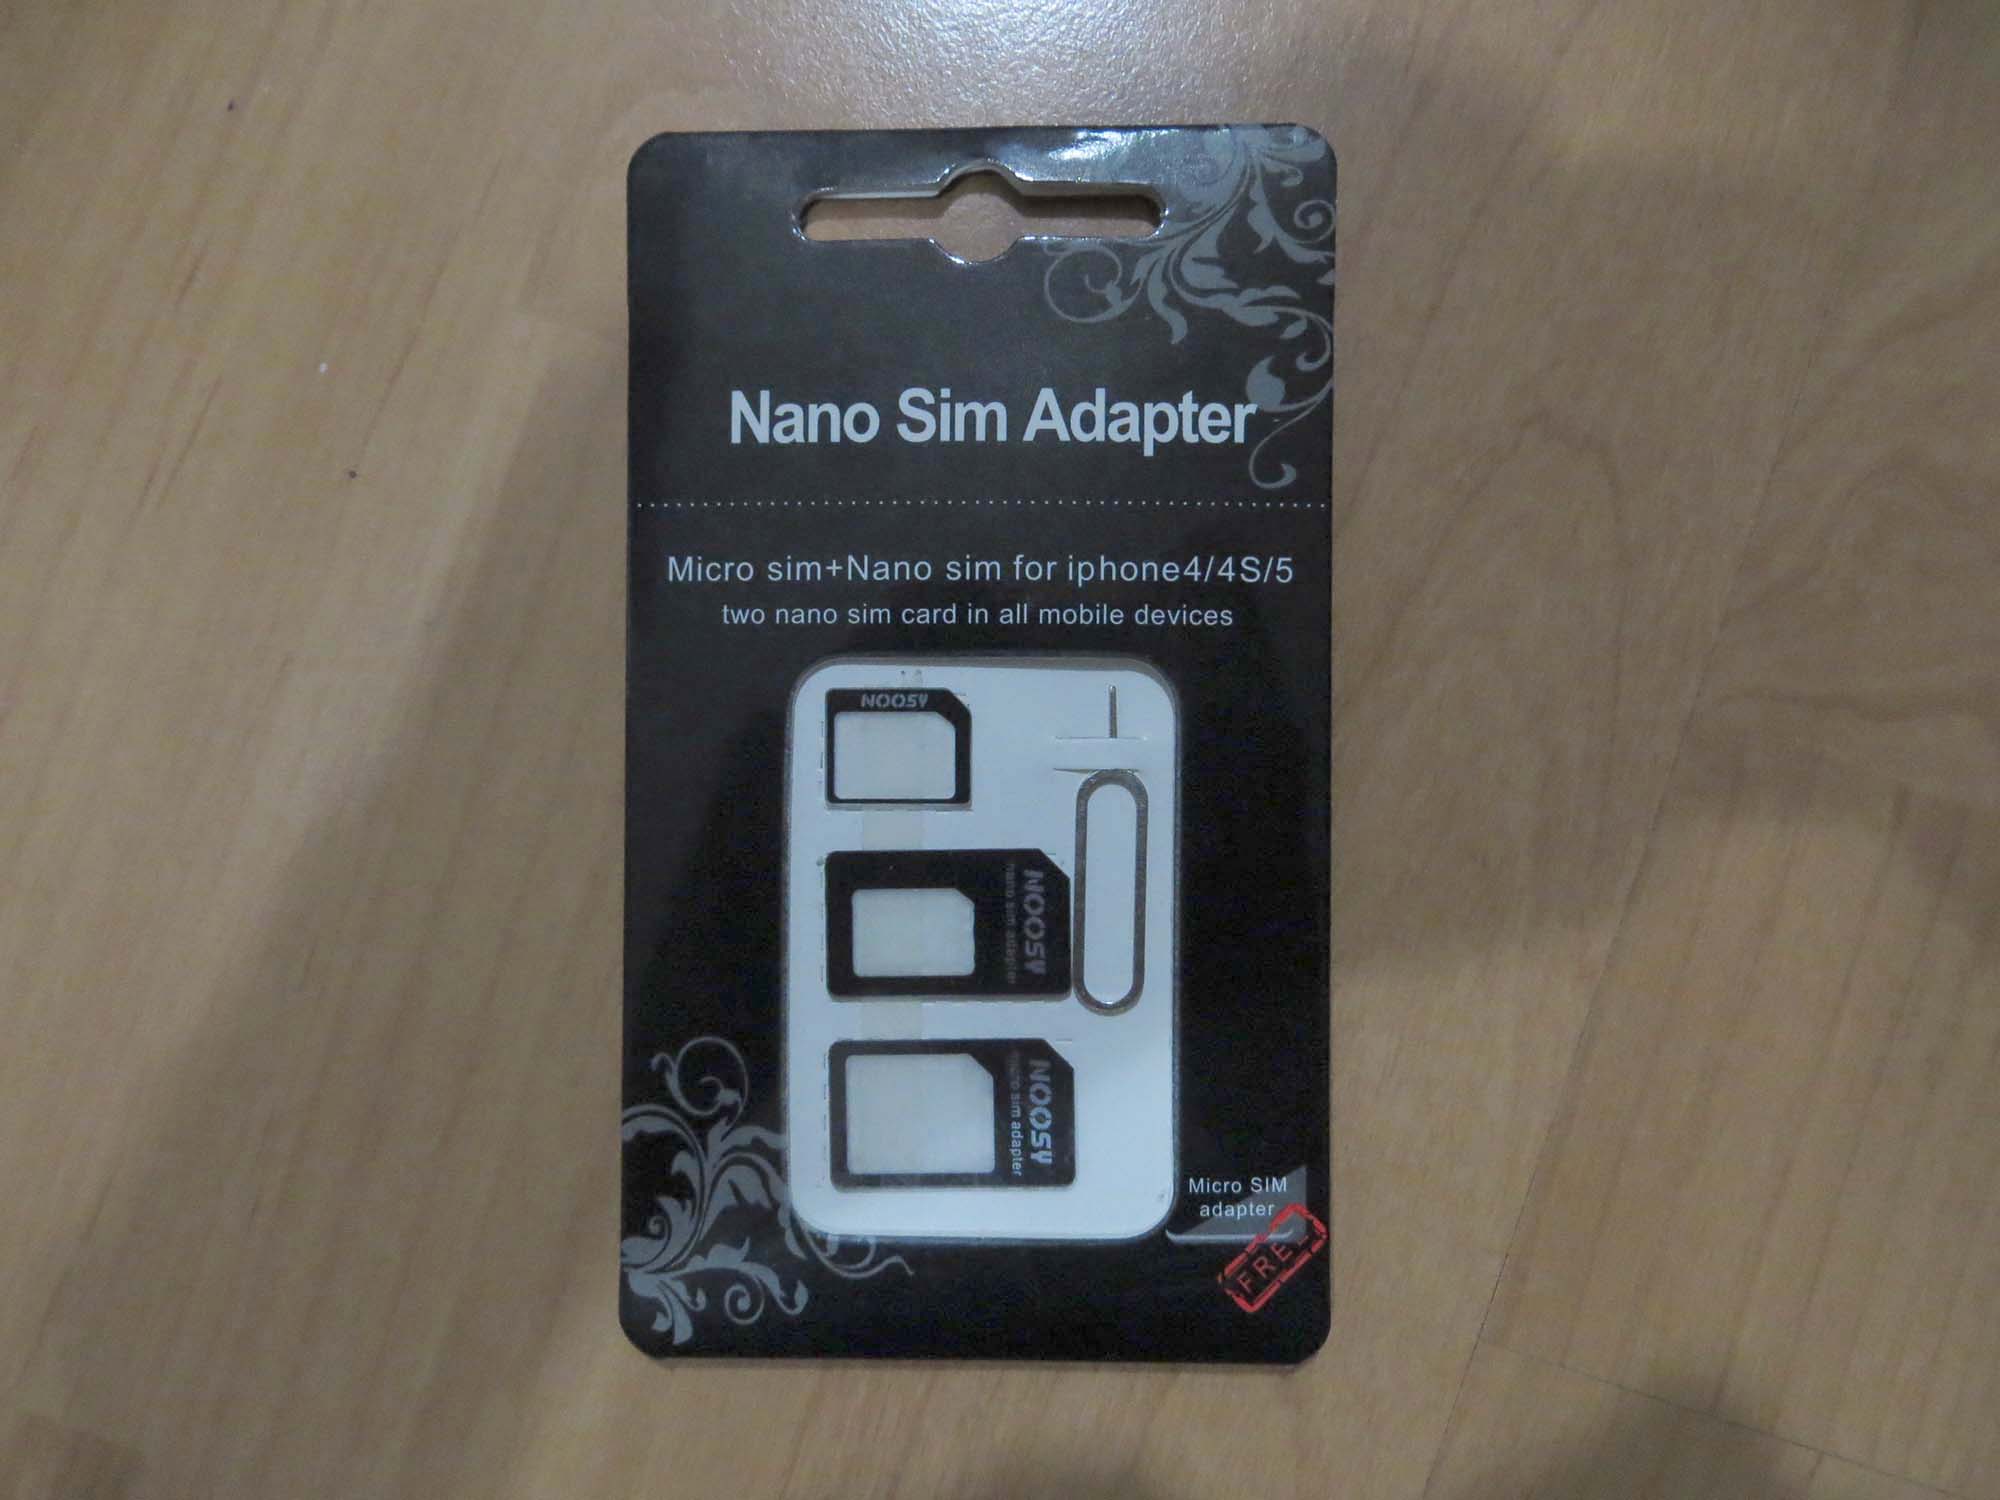 Nano Sim Adapter
Micro sim+Nano sim for iphone4/4S/5
two nano sim card in all mobile devices
NOOSY
NOOSY
Nano sim adapter
NOOSY
Micro sim adapter
Micro SIM
adapter
FREE